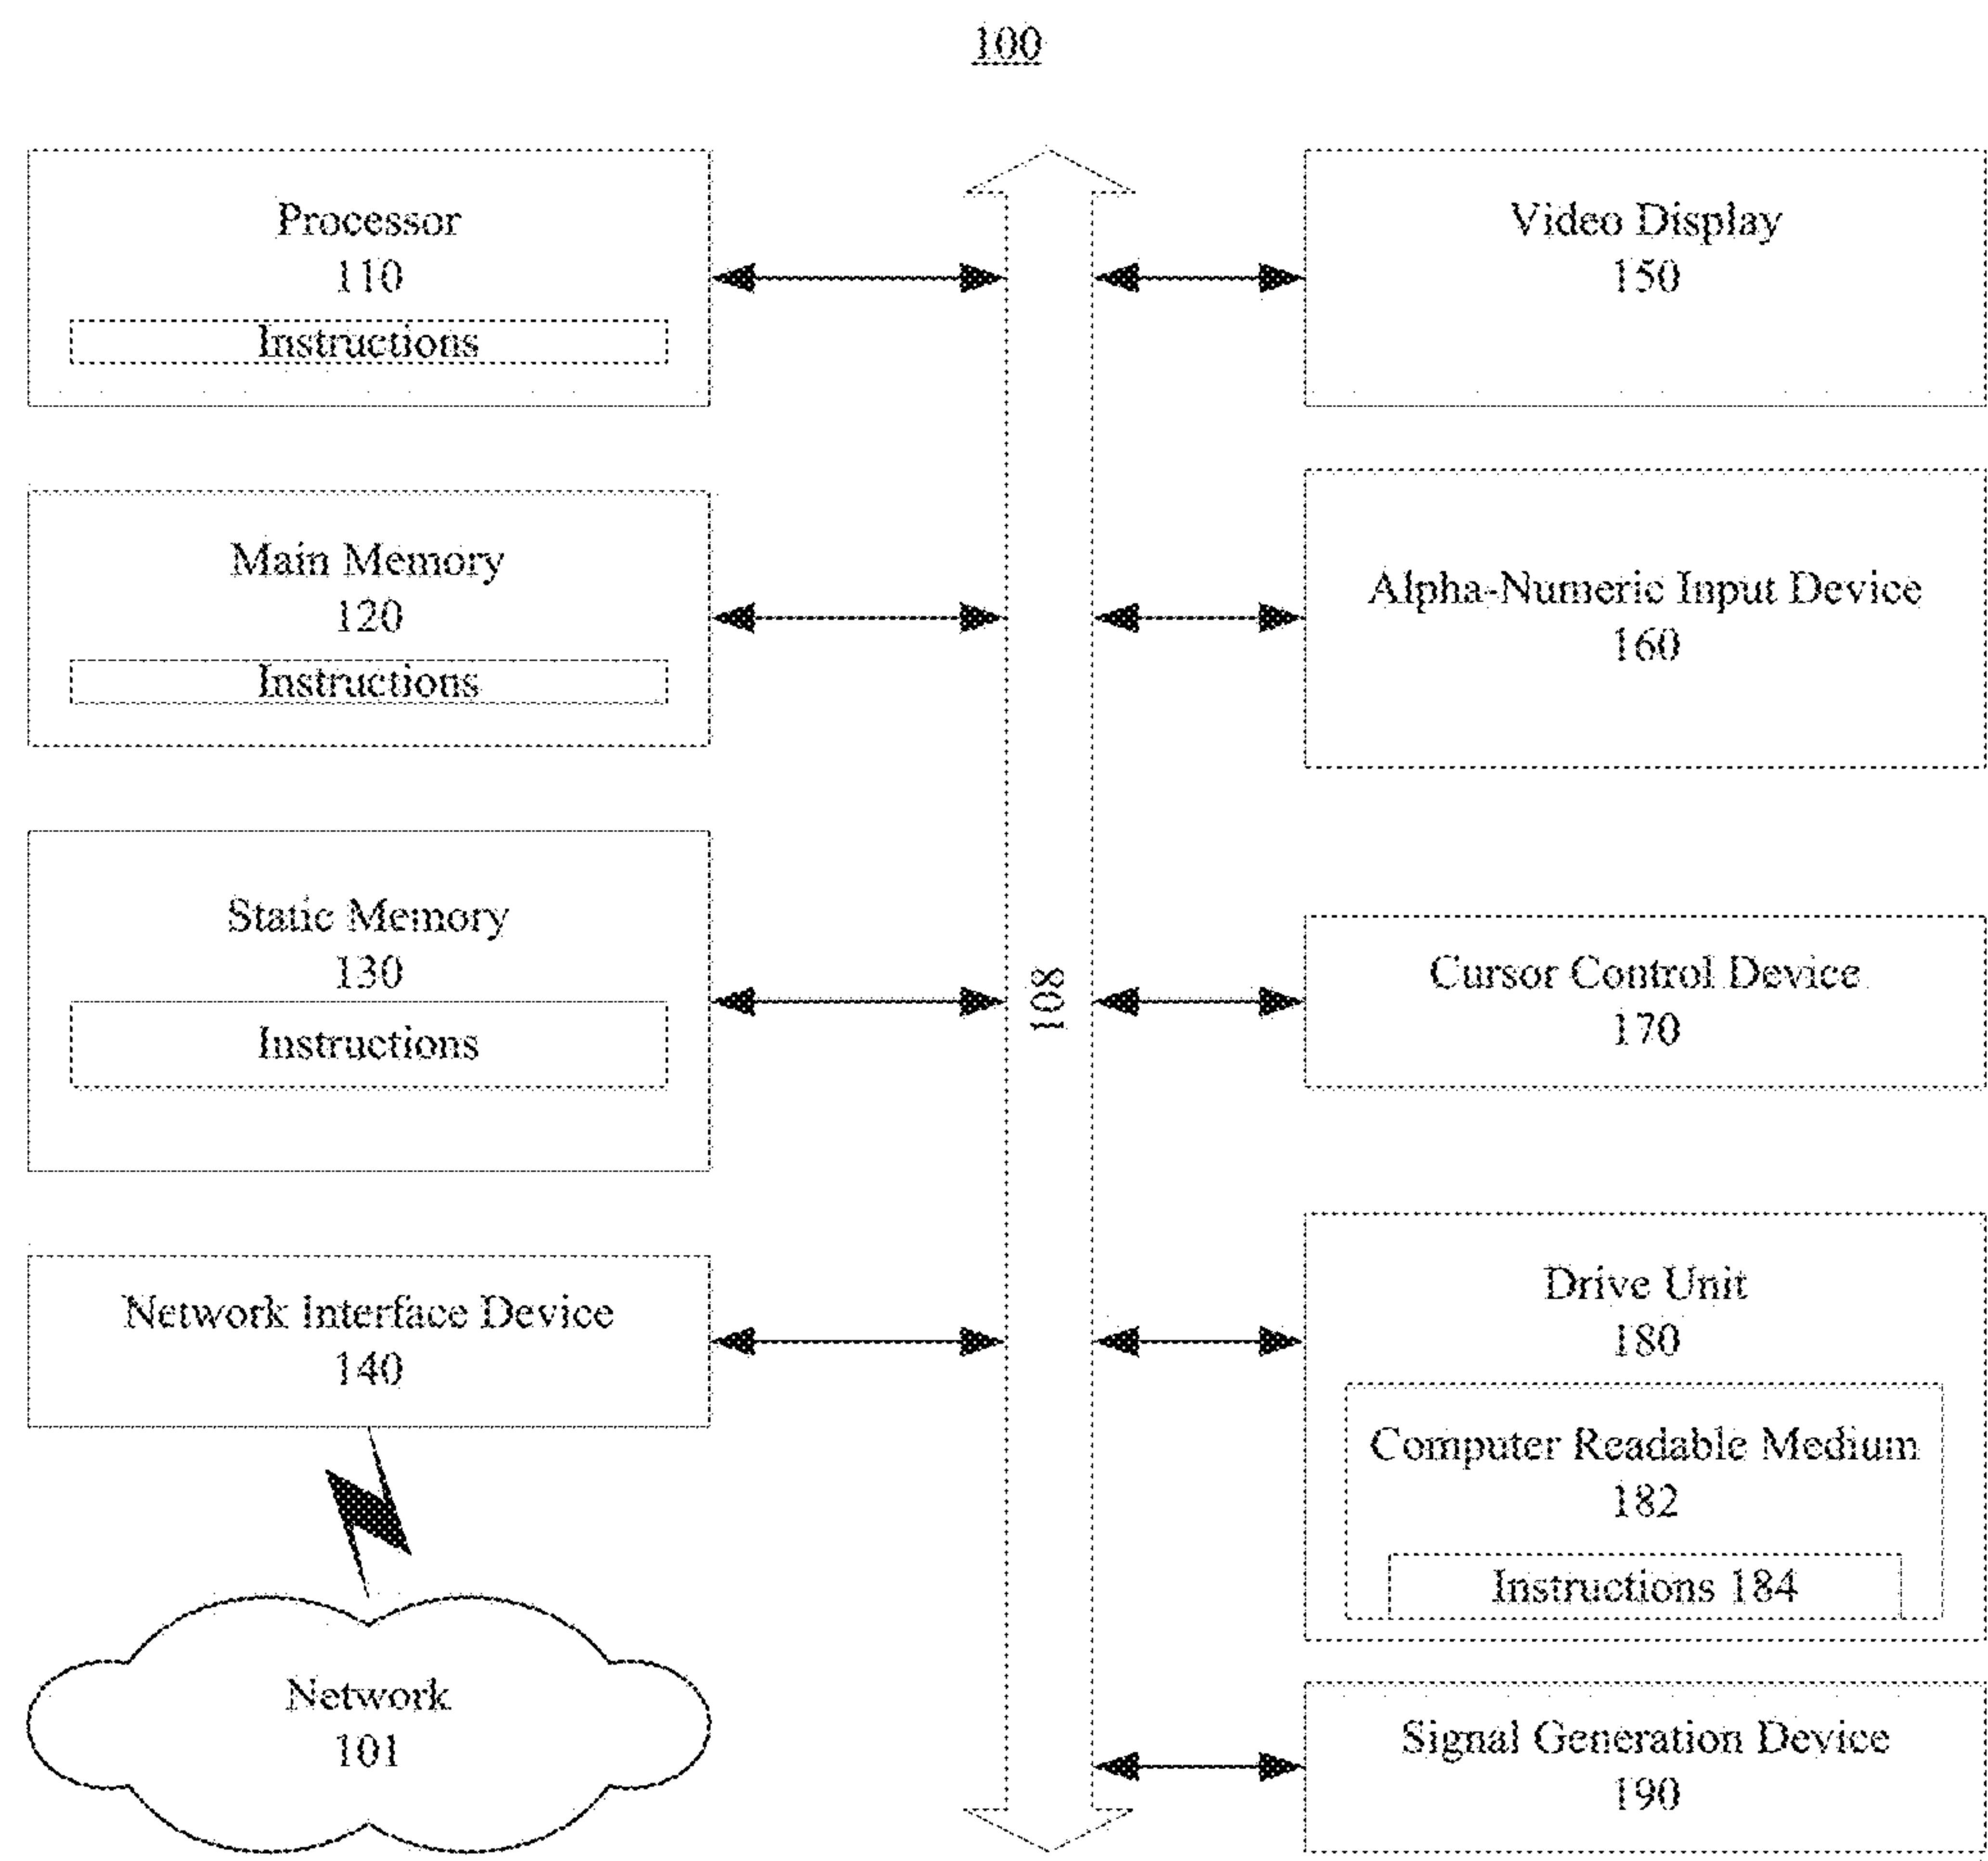 100
Processor
110
Instructions
Main Memory
120
Instructions
Static Memory
130
Instructions
Network Interface Device
140
Network
101
108
Video Display
150
Alpha-Numeric Input Device
160
Cursor Control Device
170
Drive Unit
180
Computer Readable Medium
182
Instructions 184
Signal Generation Device
190